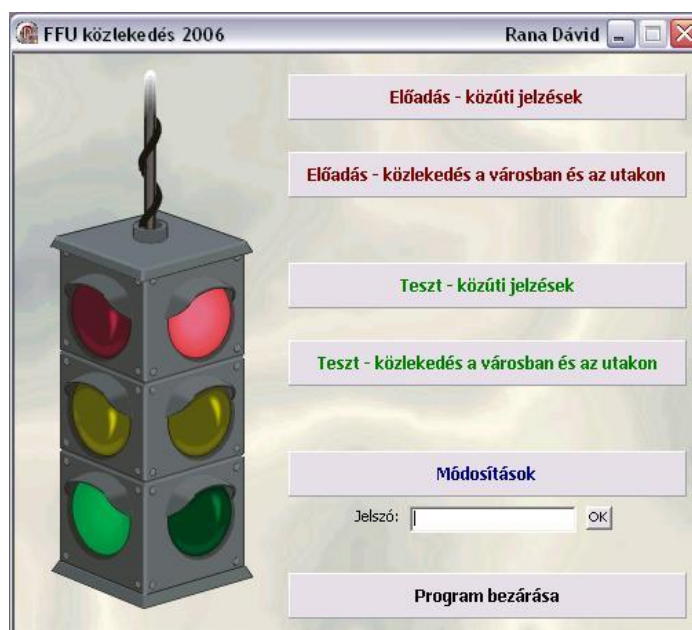 FFU közlekedés 2006 Rana Dávid
Előadás - közúti jelzések
Előadás - közlekedés a városban és az utakon
Teszt - közúti jelzések
Teszt - közlekedés a városban és az utakon
Módosítások
Jelszó: OK
Program bezárása